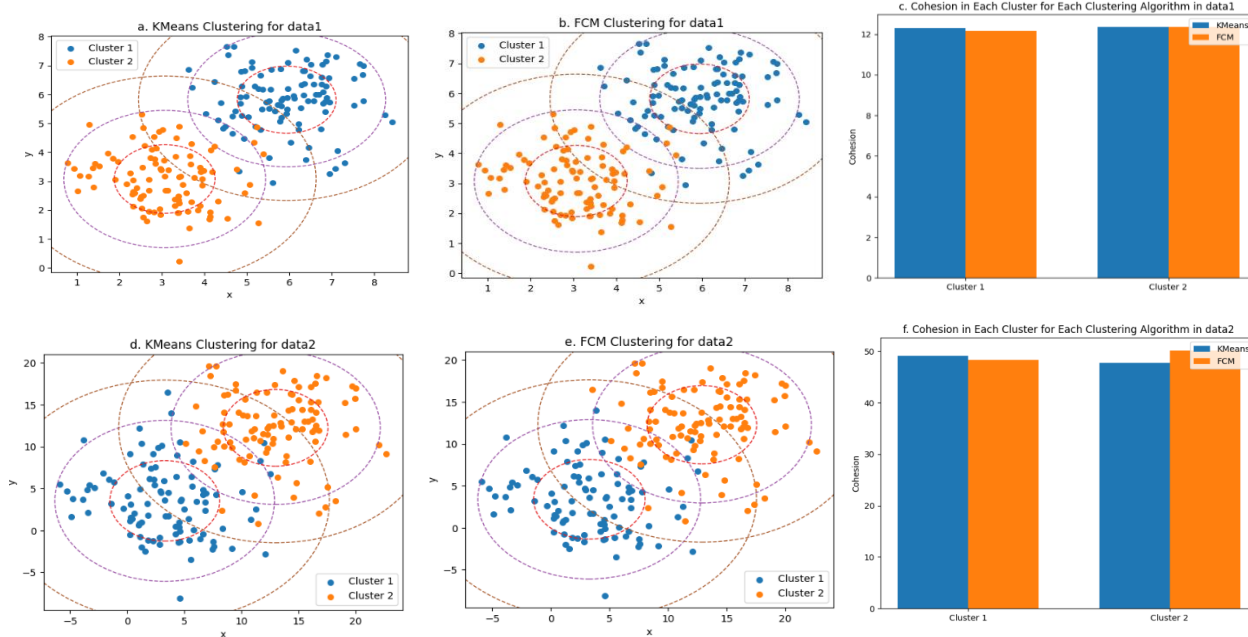 a. KMeans Clustering for data1
8
7
6
5
4
3
2
1
0
y
Cluster 1
Cluster 2
1 2 3 4 5 6 7 8
x
b. FCM Clustering for data1
8
7
6
5
4
3
2
1
0
y
Cluster 1
Cluster 2
1 2 3 4 5 6 7 8
x
c. Cohesion in Each Cluster for Each Clustering Algorithm in data1
KMeans
FCM
12
10
8
6
4
2
0
Cohesion
Cluster 1 Cluster 2
d. KMeans Clustering for data2
20
15
10
5
0
−5
y
Cluster 1
Cluster 2
−5 0 5 10 15 20
x
e. FCM Clustering for data2
20
15
10
5
0
−5
y
Cluster 1
Cluster 2
−5 0 5 10 15 20
x
f. Cohesion in Each Cluster for Each Clustering Algorithm in data2
KMeans
FCM
50
40
30
20
10
0
Cohesion
Cluster 1 Cluster 2